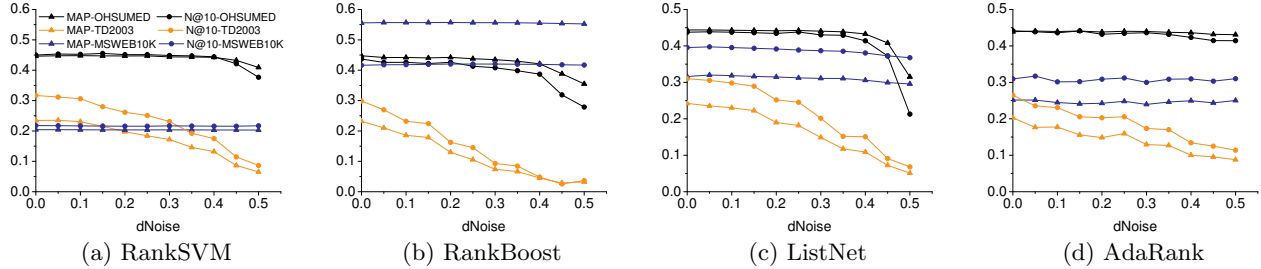 MAP-OHSUMED N@10-OHSUMED
MAP-TD2003 N@10-TD2003
MAP-MSWEB10K N@10-MSWEB10K
0.6
0.5
0.4
0.3
0.2
0.1
0.0
0.0 0.1 0.2 0.3 0.4 0.5
dNoise
(a) RankSVM
0.6
0.5
0.4
0.3
0.2
0.1
0.0
0.0 0.1 0.2 0.3 0.4 0.5
dNoise
(b) RankBoost
0.5
0.4
0.3
0.2
0.1
0.0
0.0 0.1 0.2 0.3 0.4 0.5
dNoise
(c) ListNet
0.5
0.4
0.3
0.2
0.1
0.0
0.0 0.1 0.2 0.3 0.4 0.5
dNoise
(d) AdaRank